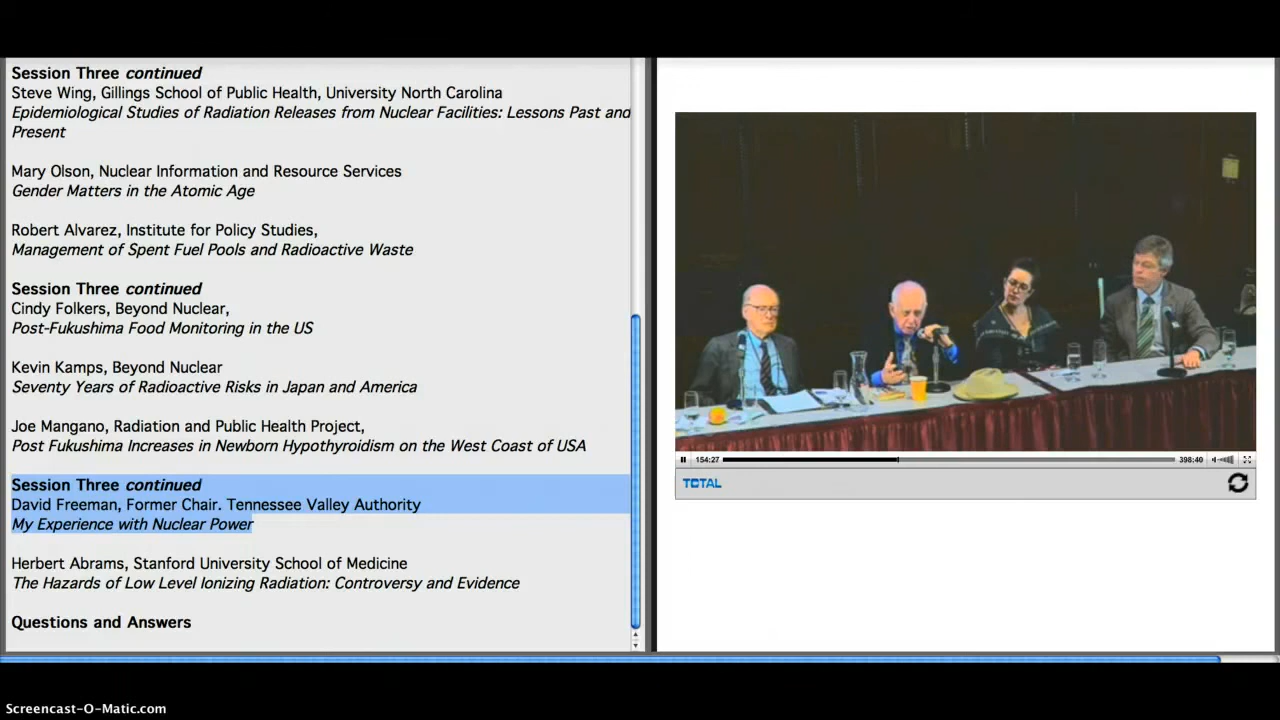 Session Three continued
Steve Wing, Gillings School of Public Health, University North Carolina
Epidemiological Studies of Radiation Releases from Nuclear Facilities: Lessons Past and
Present
Mary Olson, Nuclear Information and Resource Services
Gender Matters in the Atomic Age
Robert Alvarez, Institute for Policy Studies,
Management of Spent Fuel Pools and Radioactive Waste
Session Three continued
Cindy Folkers, Beyond Nuclear,
Post-Fukushima Food Monitoring in the US
Kevin Kamps, Beyond Nuclear
Seventy Years of Radioactive Risks in Japan and America
Joe Mangano, Radiation and Public Health Project,
Post Fukushima Increases in Newborn Hypothyroidism on the West Coast of USA
Session Three continued
David Freeman, Former Chair. Tennessee Valley Authority
My Experience with Nuclear Power
Herbert Abrams, Stanford University School of Medicine
The Hazards of Low Level Ionizing Radiation: Controversy and Evidence
Questions and Answers
154:27
398:40
TOTAL
Screencast-O-Matic.com